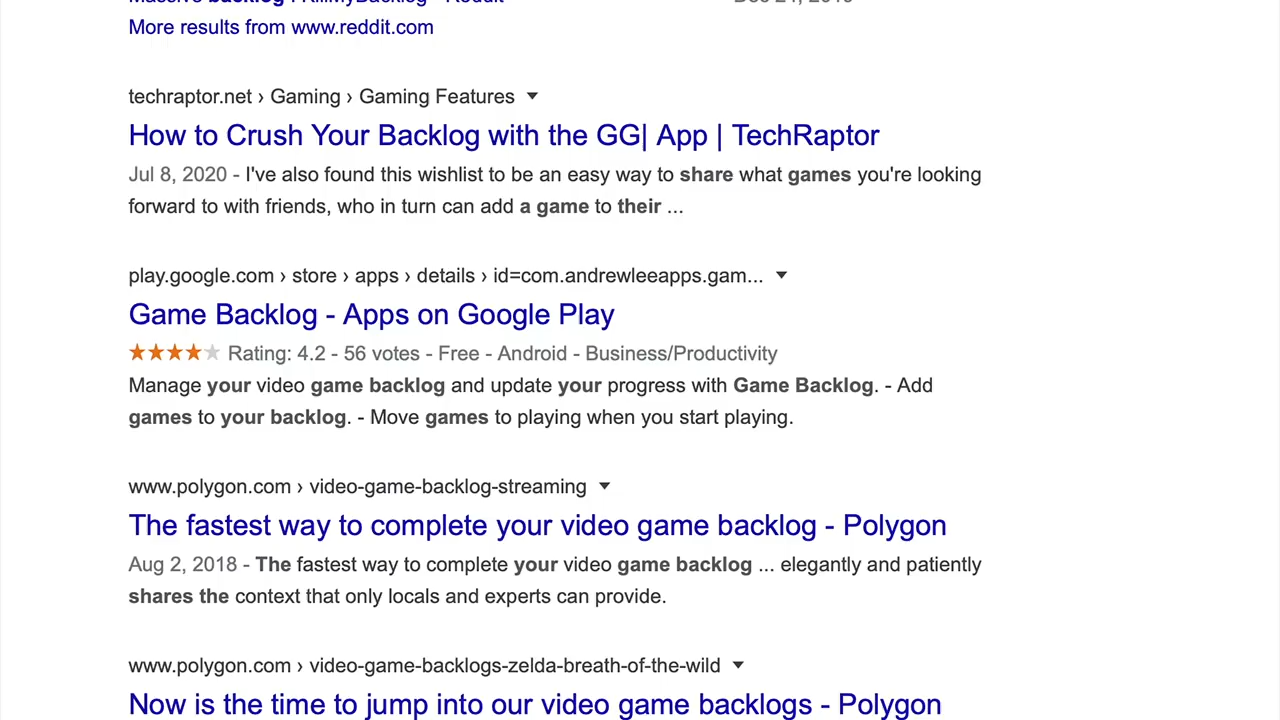 More results from www.reddit.com
techraptor.net › Gaming › Gaming Features
How to Crush Your Backlog with the GG| App | TechRaptor
Jul 8, 2020 - I've also found this wishlist to be an easy way to share what games you're looking
forward to with friends, who in turn can add a game to their ...
play.google.com › store › apps › details › id=com.andrewleeapps.gam...
Game Backlog - Apps on Google Play
Rating: 4.2 - 56 votes - Free - Android - Business/Productivity
Manage your video game backlog and update your progress with Game Backlog. - Add
games to your backlog. - Move games to playing when you start playing.
www.polygon.com › video-game-backlog-streaming
The fastest way to complete your video game backlog - Polygon
Aug 2, 2018 - The fastest way to complete your video game backlog ... elegantly and patiently
shares the context that only locals and experts can provide.
www.polygon.com › video-game-backlogs-zelda-breath-of-the-wild
Now is the time to jump into our video game backlogs - Polygon